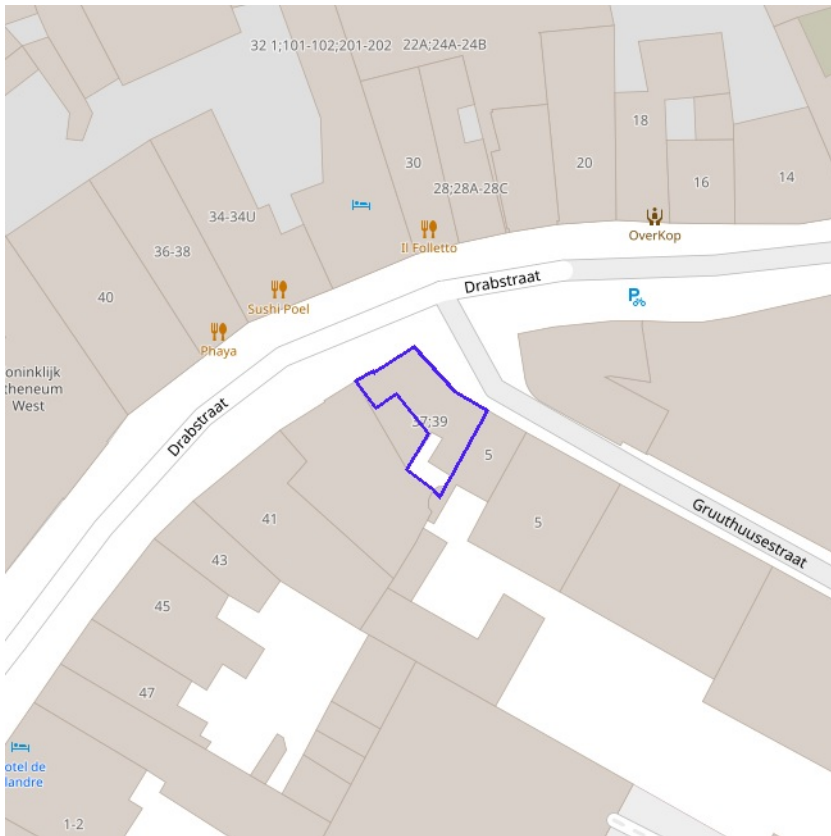 32 1;101-102;201-202
22A;24A-24B
18
30
20
28;28A-28C
16
14
34-34U
36-38
40
Il Folletto
OverKop
Drabstraat
Sushi Poel
Phaya
oninklijk
theneum
West
Drabstraat
37;39
5
5
41
43
45
47
Gruuthuusestraat
otel de
landre
1-2